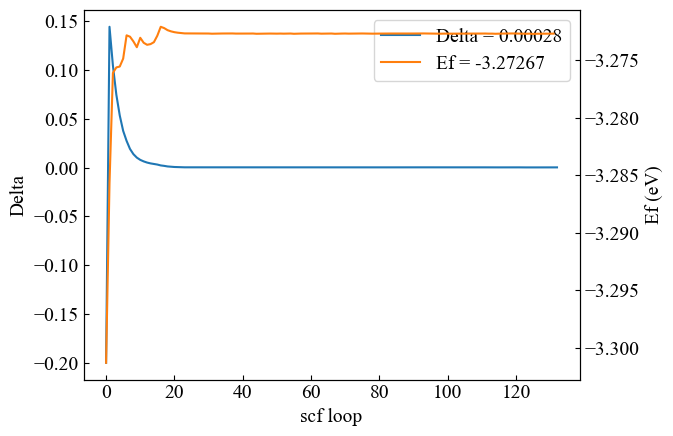 Delta = 0.00028
Ef = -3.27267
0.15
0.10
0.05
0.00
−0.05
−0.10
−0.15
−0.20
Delta
−3.275
−3.280
−3.285
−3.290
−3.295
−3.300
Ef (eV)
0 20 40 60 80 100 120
scf loop